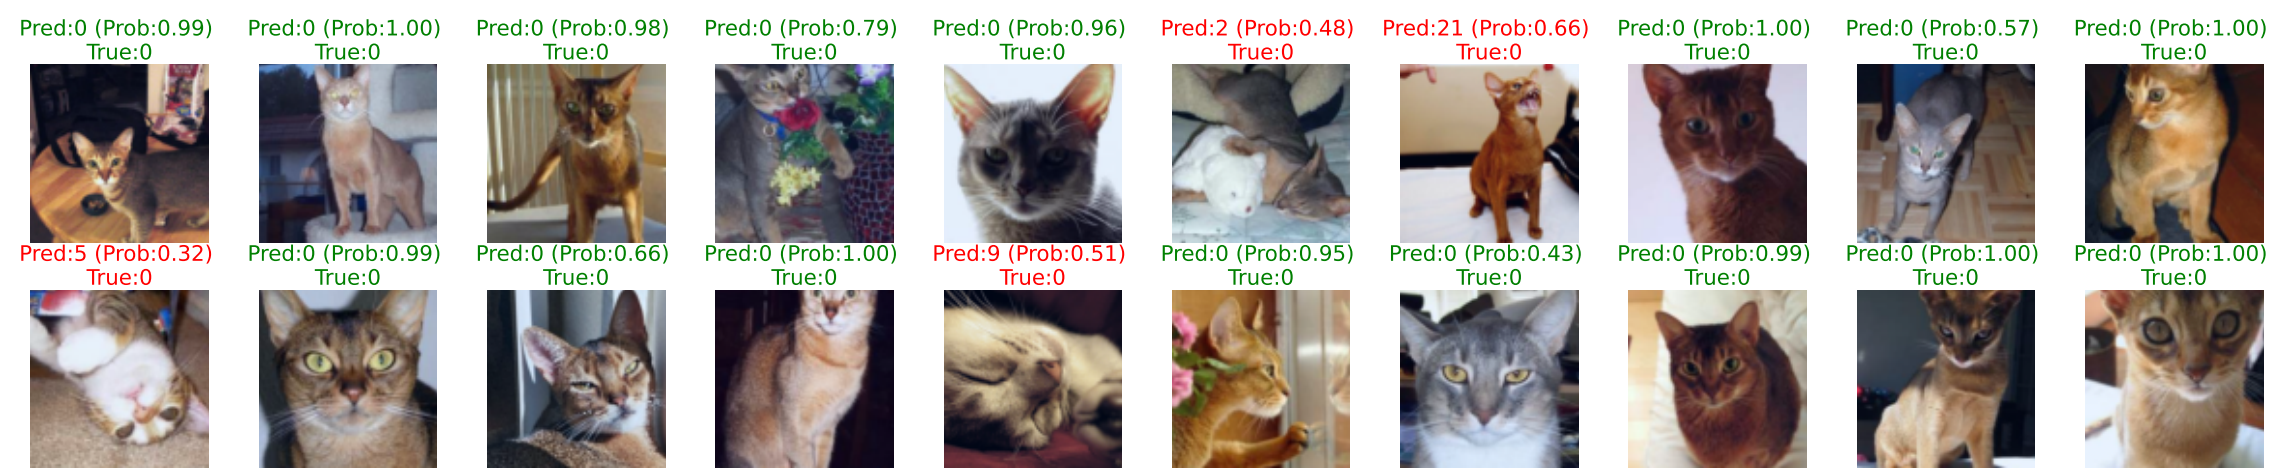 Pred:0 (Prob:0.99) Pred:0 (Prob:1.00) Pred:0 (Prob:0.98) Pred:0 (Prob:0.79) Pred:0 (Prob:0.96) Pred:2 (Prob:0.48) Pred:21 (Prob:0.66) Pred:0 (Prob:1.00) Pred:0 (Prob:0.57) Pred:0 (Prob:1.00)
True:0 True:0 True:0 True:0 True:0 True:0 True:0 True:0 True:0 True:0
Pred:5 (Prob:0.32) Pred:0 (Prob:0.99) Pred:0 (Prob:0.66) Pred:0 (Prob:1.00) Pred:9 (Prob:0.51) Pred:0 (Prob:0.95) Pred:0 (Prob:0.43) Pred:0 (Prob:0.99) Pred:0 (Prob:1.00) Pred:0 (Prob:1.00)
True:0 True:0 True:0 True:0 True:0 True:0 True:0 True:0 True:0 True:0